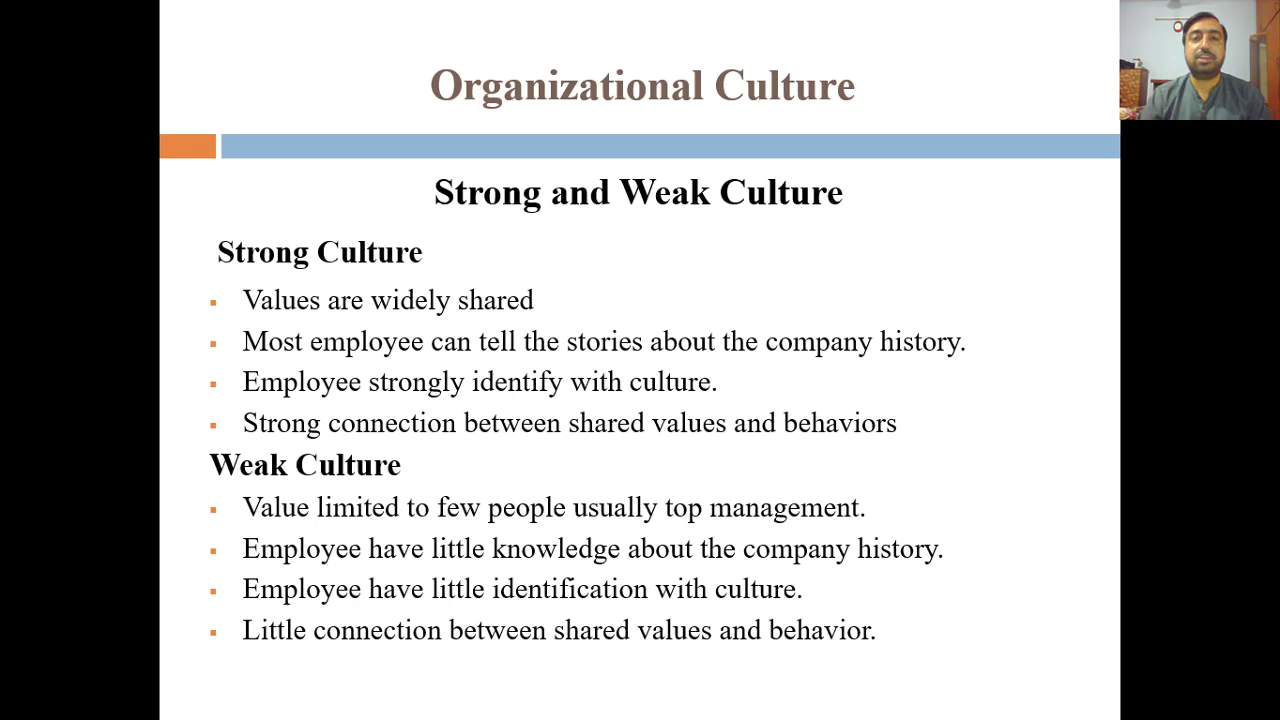 Organizational Culture
Strong and Weak Culture
Strong Culture
▪ Values are widely shared
▪ Most employee can tell the stories about the company history.
▪ Employee strongly identify with culture.
▪ Strong connection between shared values and behaviors
Weak Culture
▪ Value limited to few people usually top management.
▪ Employee have little knowledge about the company history.
▪ Employee have little identification with culture.
▪ Little connection between shared values and behavior.